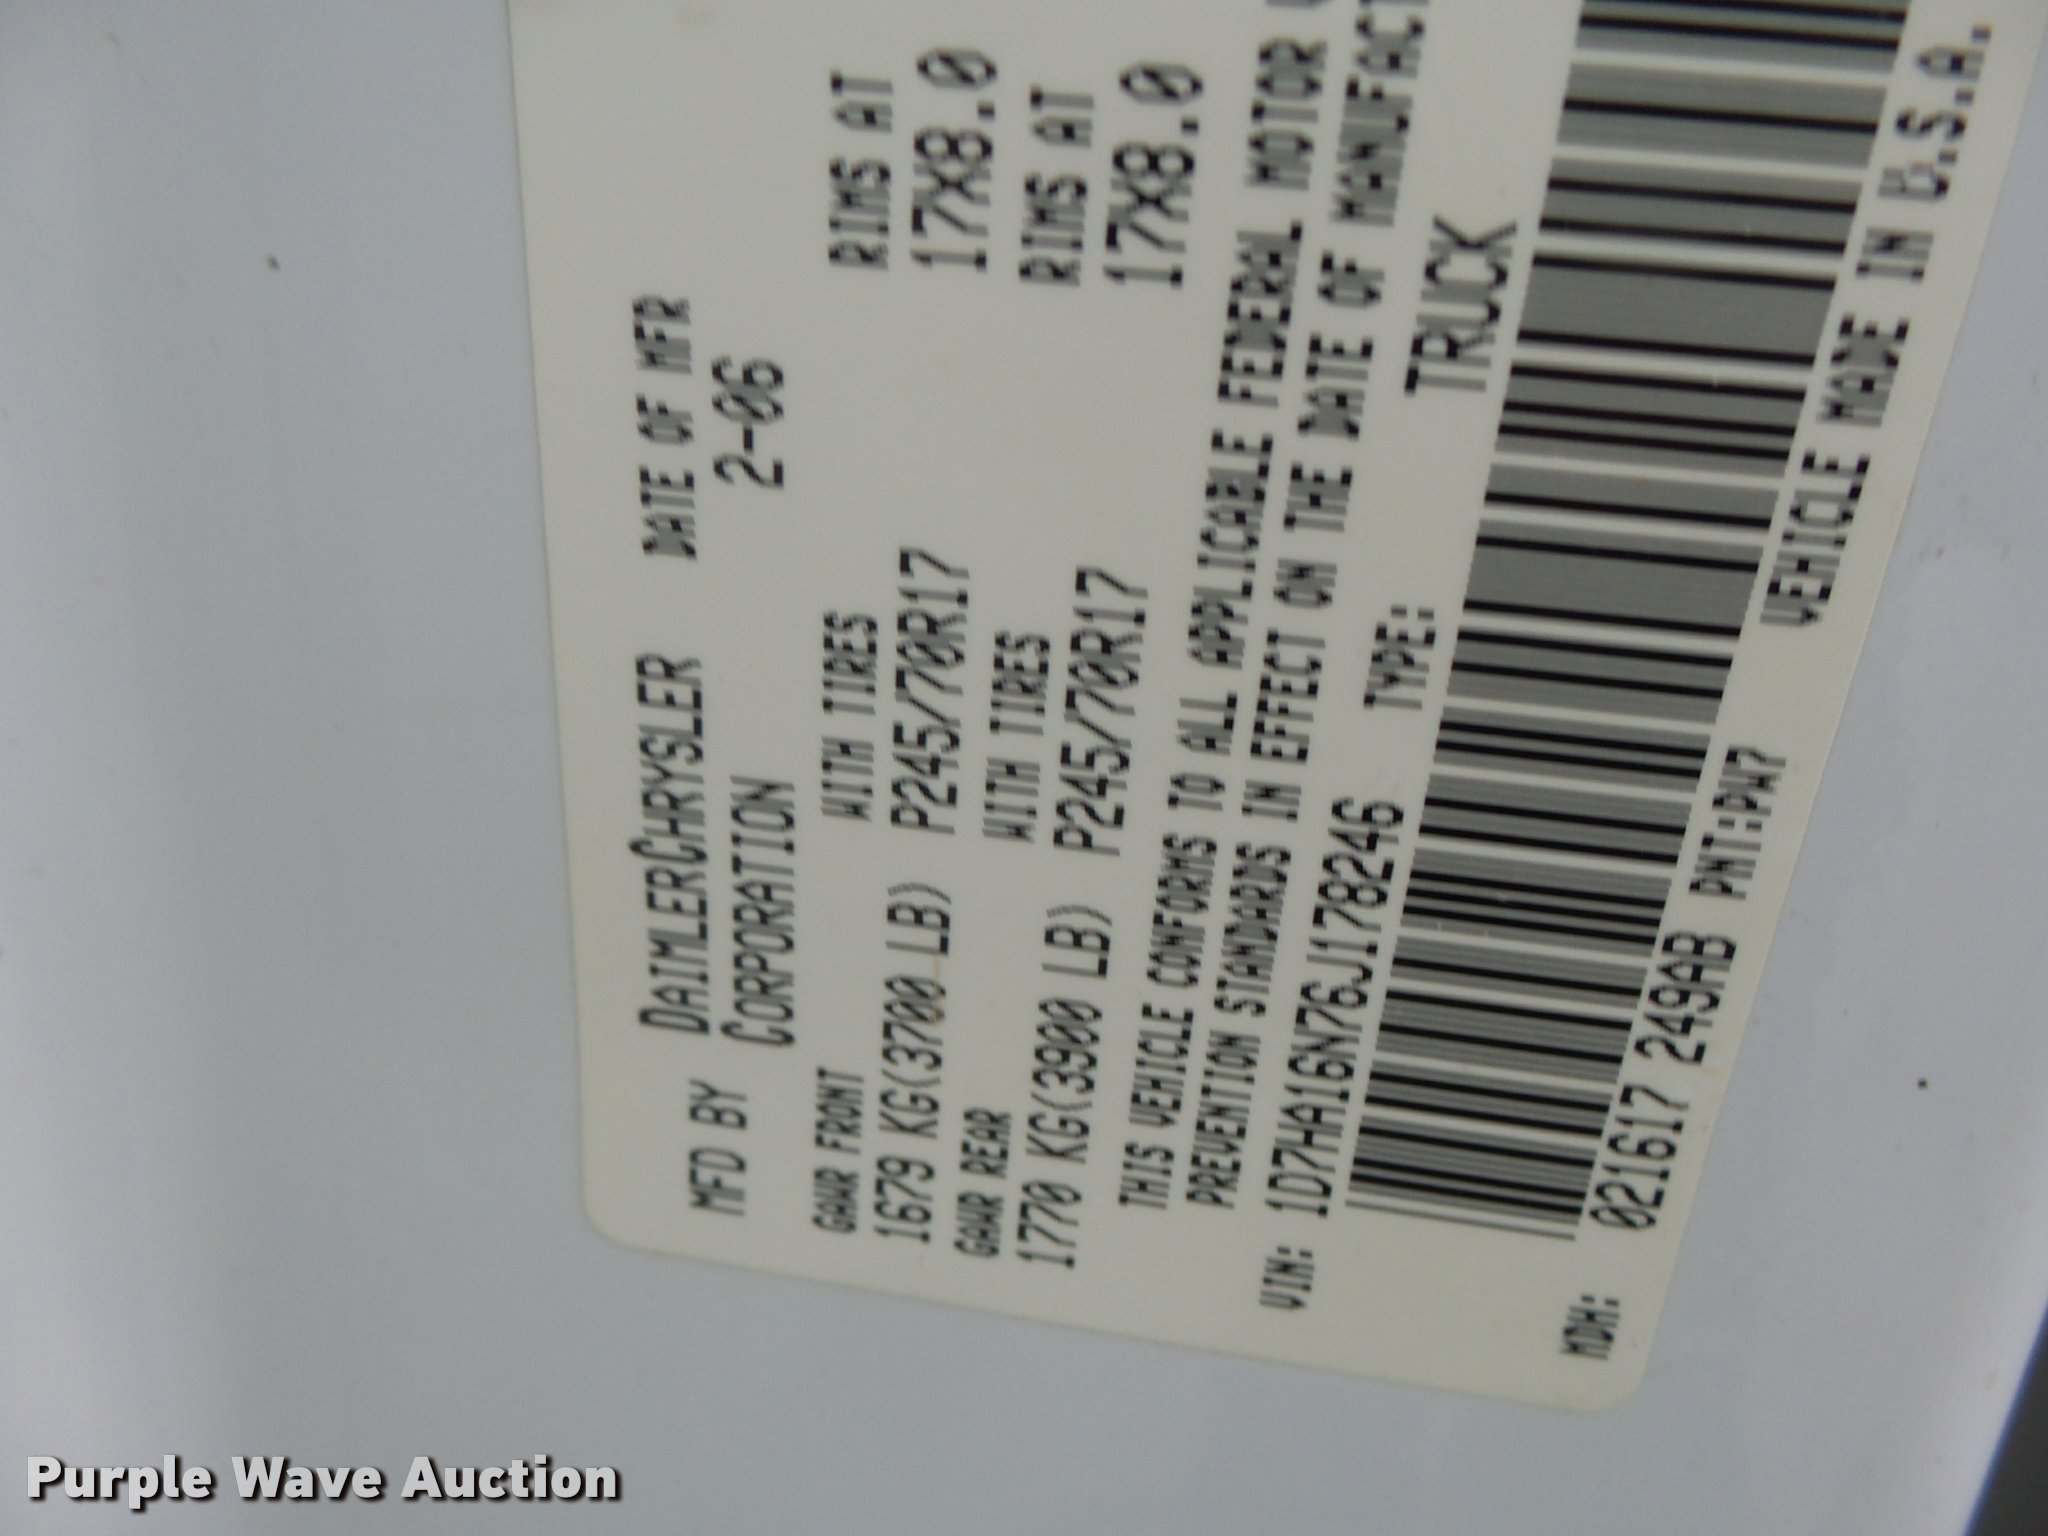 MFD BY DAIMLERCHRYSLER CORPORATION DATE OF MFR 2-06
GAWR FRONT WITH TIRES RIMS AT
1679 KG(3700 LB) P245/70R17 17X8.0
GAWR REAR WITH TIRES RIMS AT
1770 KG(3900 LB) P245/70R17 17X8.0
THIS VEHICLE CONFORMS TO ALL APPLICABLE FEDERAL MOTOR
PREVENTION STANDARDS IN EFFECT ON THE DATE OF MANUFACT
VIN: 1D7HA16N76J178246 TYPE: TRUCK
MDH: 021617 249AB PNT:PW7 VEHICLE MADE IN U.S.A.
Purple Wave Auction